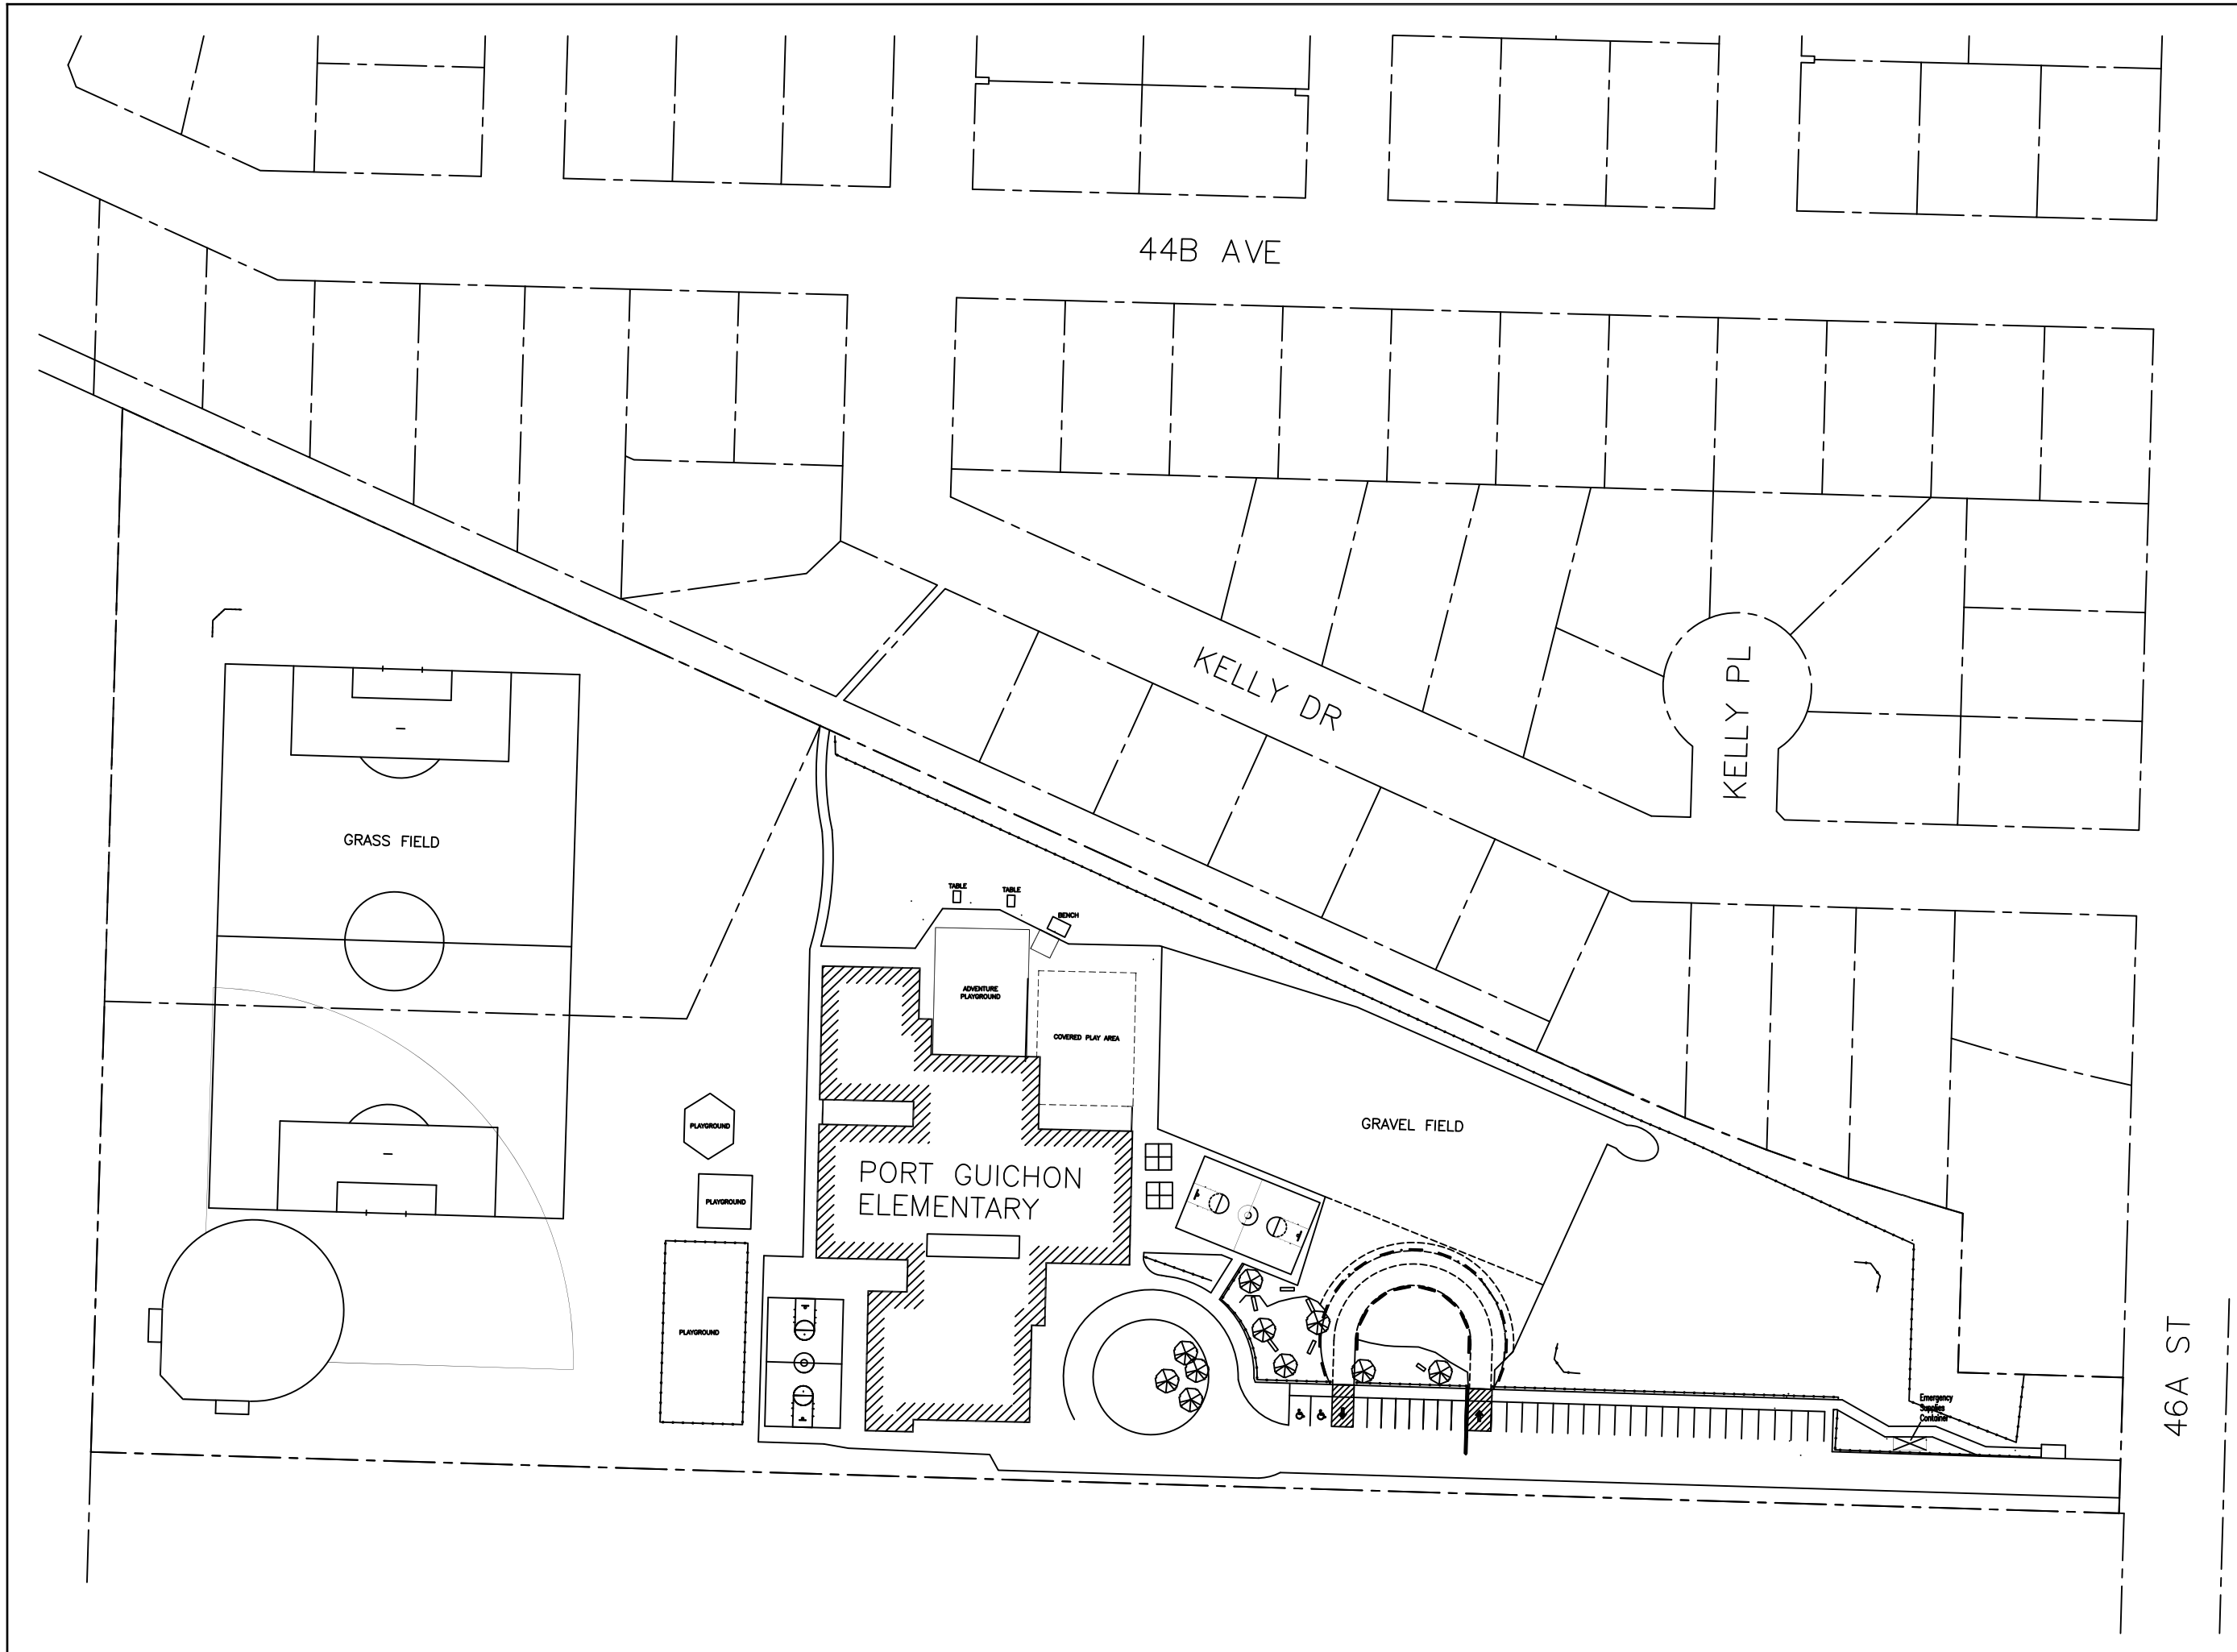 44B AVE
KELLY DR
KELLY PL
GRASS FIELD
TABLE
TABLE
BENCH
ADVENTURE
PLAYGROUND
COVERED PLAY AREA
GRAVEL FIELD
PLAYGROUND
PORT GUICHON
ELEMENTARY
PLAYGROUND
PLAYGROUND
46A ST
Emergency
Supplies
Container